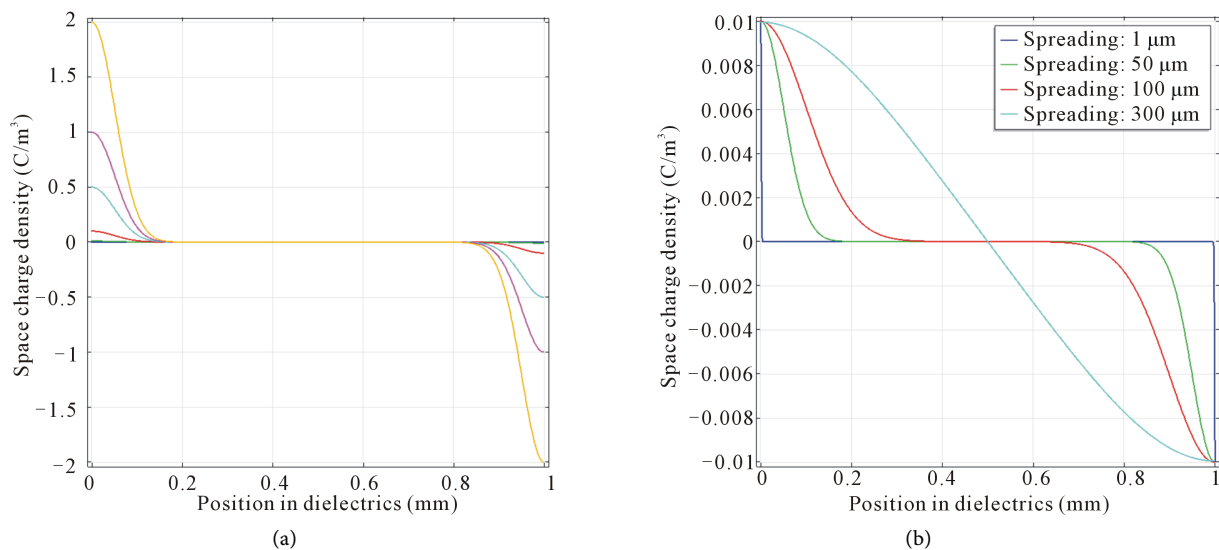 2
1.5
1
0.5
0
−0.5
−1
−1.5
−2
Space charge density (C/m³)
0 0.2 0.4 0.6 0.8 1
Position in dielectrics (mm)
(a)
0.01
0.008
0.006
0.004
0.002
0
−0.002
−0.004
−0.006
−0.008
−0.01
Space charge density (C/m³)
Spreading: 1 μm
Spreading: 50 μm
Spreading: 100 μm
Spreading: 300 μm
0 0.2 0.4 0.6 0.8 1
Position in dielectrics (mm)
(b)